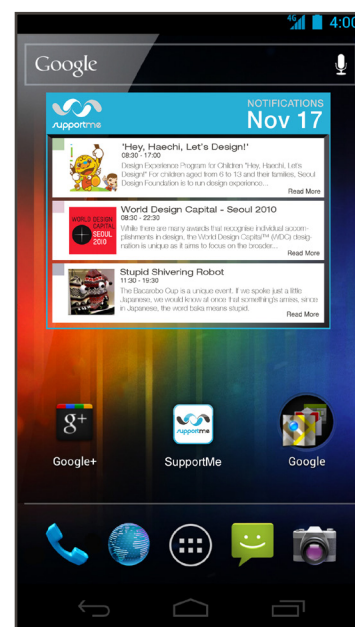 4G 4:00
Google
supportme
NOTIFICATIONS
Nov 17
'Hey, Haechi, Let's Design!'
08:30 - 17:00
Design Experience Program for Children "Hey, Haechi, Let's
Design!" For children aged from 6 to 13 and their families, Seoul
Design Foundation is to run design experience...
Read More
WORLD DESIGN
CAPITAL
SEOUL
2010
World Design Capital - Seoul 2010
08:30 - 22:30
While there are many awards that recognise individual accom-
plishments in design, the World Design Capital™ (WDC) desig-
nation is unique as it aims to focus on the broader...
Read More
Stupid Shivering Robot
11:30 - 19:30
The Bacarobo Cup is a unique event. If we spoke just a little
Japanese, we would know at once that something's amiss, since
in Japanese, the word baka means stupid.
Read More
g+
supportme
Google+
SupportMe
Google